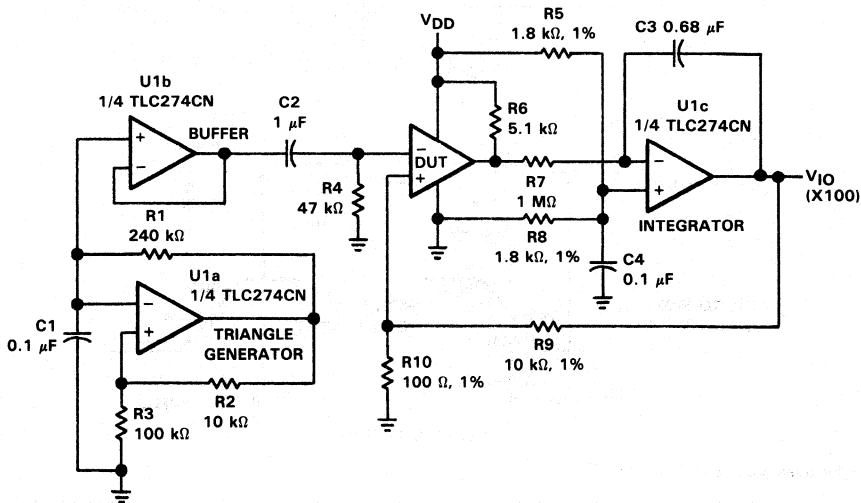 VDD
R5
1.8 kΩ, 1%
C3 0.68 μF
U1b
1/4 TLC274CN
C2
1 μF
BUFFER
+
−
R6
5.1 kΩ
U1c
1/4 TLC274CN
−
DUT
+
R7
1 MΩ
−
+
VIO
(X100)
R4
47 kΩ
R1
240 kΩ
R8
1.8 kΩ, 1%
INTEGRATOR
C4
0.1 μF
U1a
1/4 TLC274CN
−
+
C1
0.1 μF
TRIANGLE
GENERATOR
R9
10 kΩ, 1%
R10
100 Ω, 1%
R2
10 kΩ
R3
100 kΩ